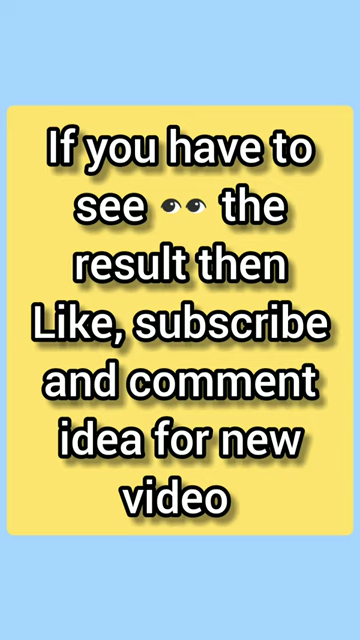 If you have to
see 👀 the
result then
Like, subscribe
and comment
idea for new
video